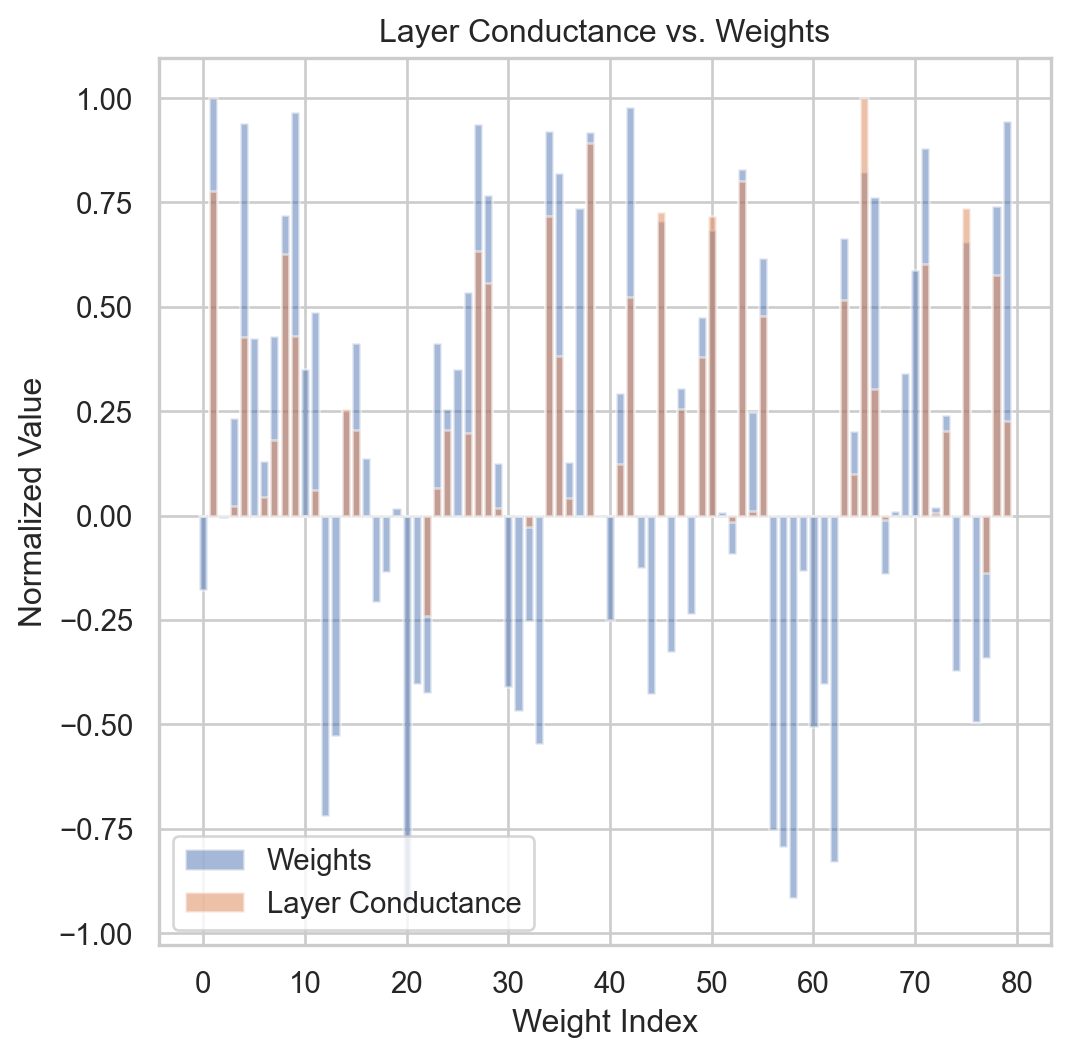 Layer Conductance vs. Weights
1.00
0.75
0.50
0.25
0.00
−0.25
−0.50
−0.75
−1.00
Normalized Value
Weights
Layer Conductance
0 10 20 30 40 50 60 70 80
Weight Index